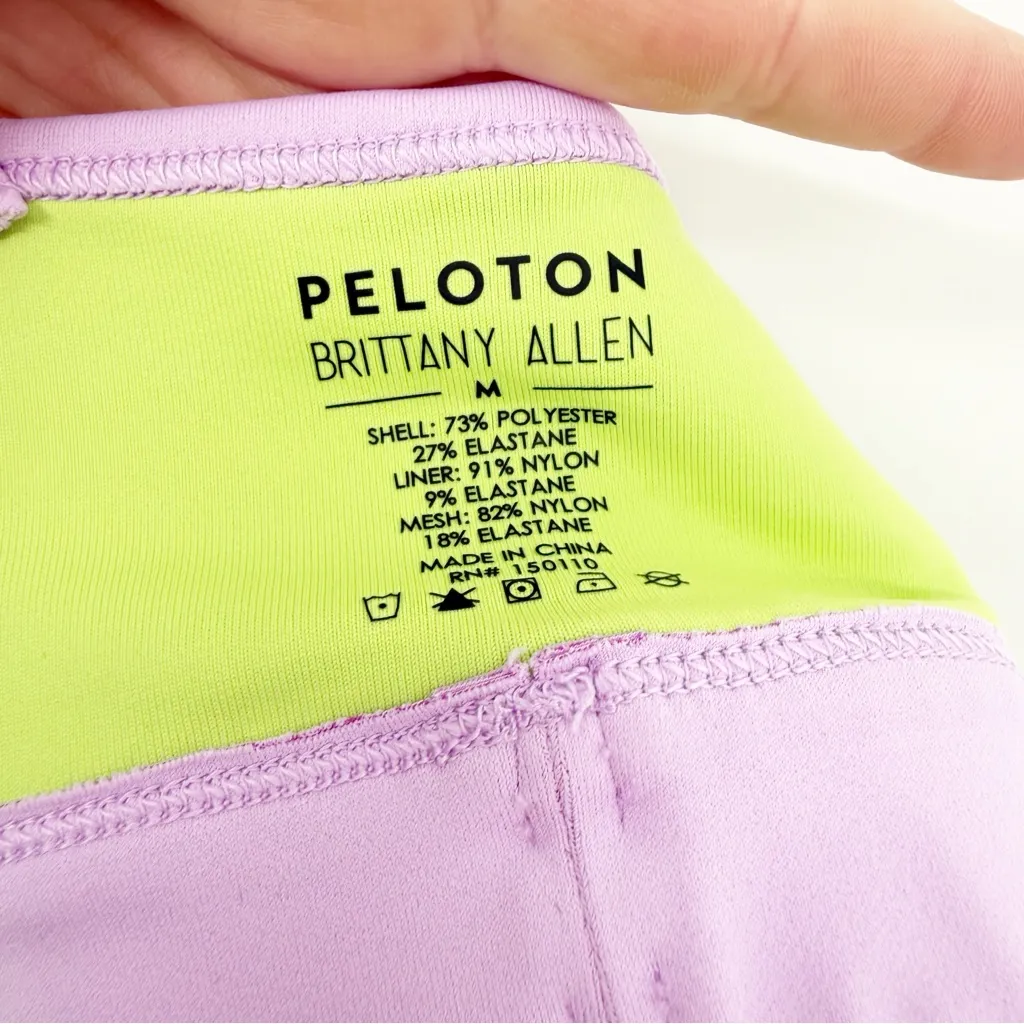 PELOTON
BRITTANY ALLEN
M
SHELL: 73% POLYESTER
27% ELASTANE
LINER: 91% NYLON
9% ELASTANE
MESH: 82% NYLON
18% ELASTANE
MADE IN CHINA
RN# 150110